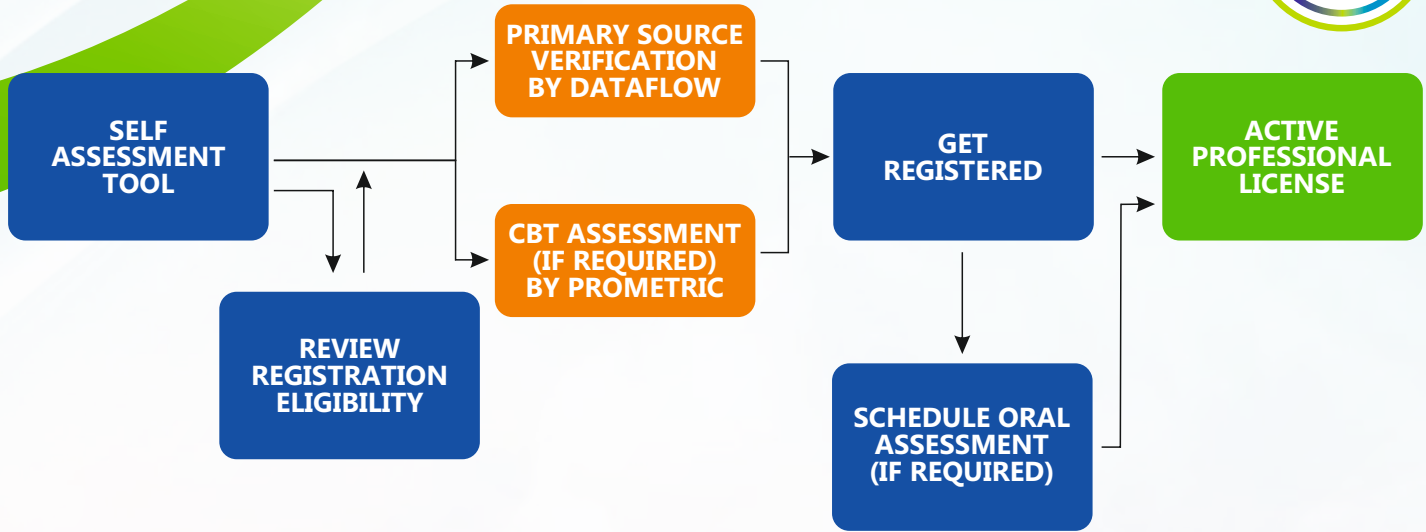 SELF
ASSESSMENT
TOOL
REVIEW
REGISTRATION
ELIGIBILITY
PRIMARY SOURCE
VERIFICATION
BY DATAFLOW
CBT ASSESSMENT
(IF REQUIRED)
BY PROMETRIC
GET
REGISTERED
SCHEDULE ORAL
ASSESSMENT
(IF REQUIRED)
ACTIVE
PROFESSIONAL
LICENSE